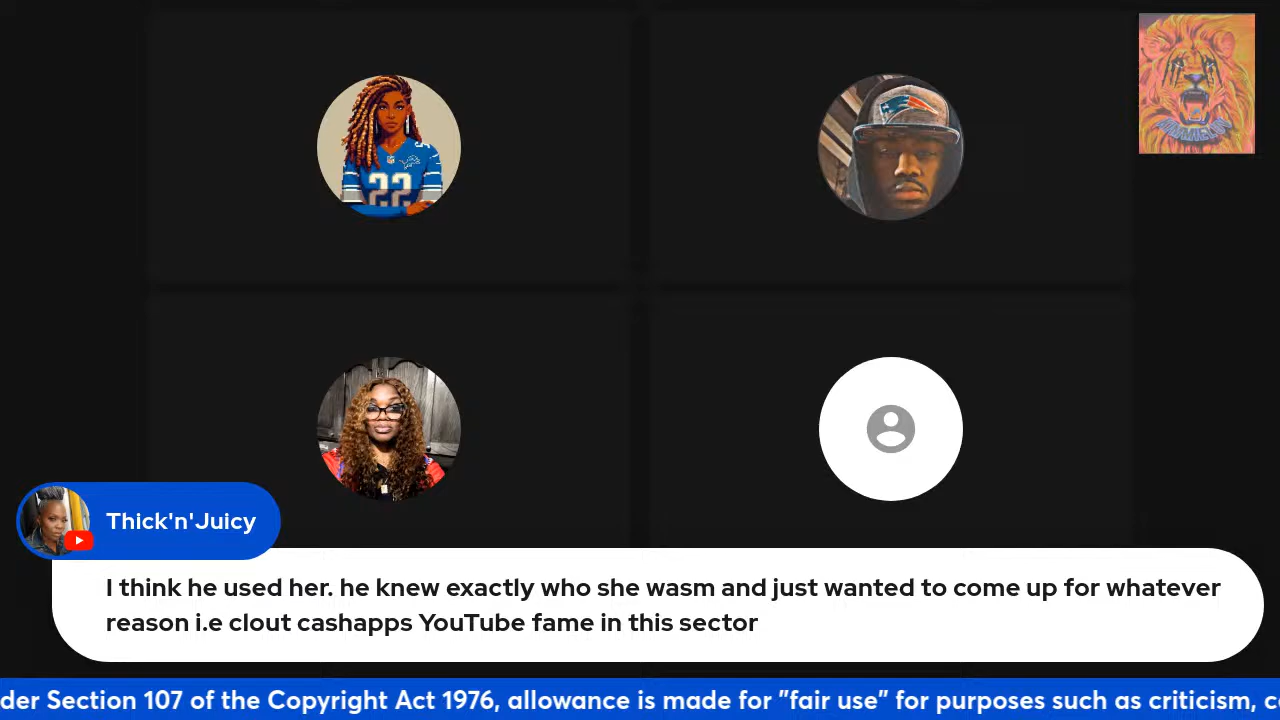 22
Thick'n'Juicy
I think he used her. he knew exactly who she wasm and just wanted to come up for whatever
reason i.e clout cashapps YouTube fame in this sector
der Section 107 of the Copyright Act 1976, allowance is made for "fair use" for purposes such as criticism, c